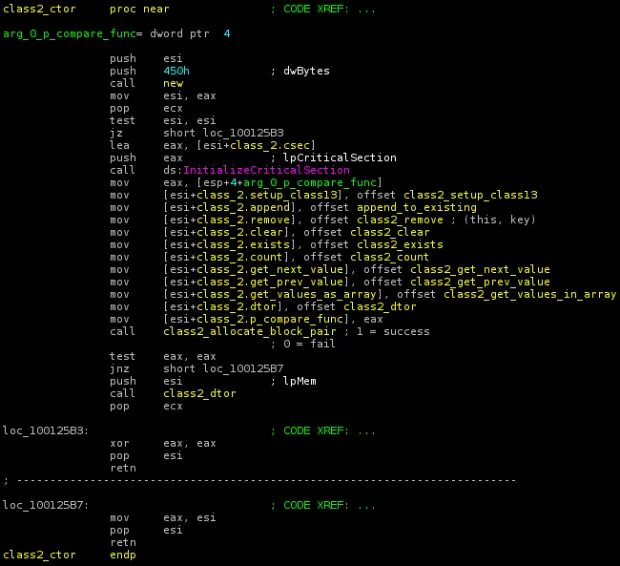 class2_ctor proc near ; CODE XREF: ...
arg_0_p_compare_func= dword ptr 4
push esi
push 450h ; dwBytes
call new
mov esi, eax
pop ecx
test esi, esi
jz short loc_100125B3
lea eax, [esi+class_2.csec]
push eax ; lpCriticalSection
call ds:InitializeCriticalSection
mov eax, [esp+4+arg_0_p_compare_func]
mov [esi+class_2.setup_class13], offset class2_setup_class13
mov [esi+class_2.append], offset append_to_existing
mov [esi+class_2.remove], offset class2_remove ; (this, key)
mov [esi+class_2.clear], offset class2_clear
mov [esi+class_2.exists], offset class2_exists
mov [esi+class_2.count], offset class2_count
mov [esi+class_2.get_next_value], offset class2_get_next_value
mov [esi+class_2.get_prev_value], offset class2_get_prev_value
mov [esi+class_2.get_values_as_array], offset class2_get_values_in_array
mov [esi+class_2.dtor], offset class2_dtor
mov [esi+class_2.p_compare_func], eax
call class2_allocate_block_pair ; 1 = success
; 0 = fail
test eax, eax
jnz short loc_100125B7
push esi ; lpMem
call class2_dtor
pop ecx
loc_100125B3: ; CODE XREF: ...
xor eax, eax
pop esi
retn
; ---------------------------------------------------------------------------
loc_100125B7: ; CODE XREF: ...
mov eax, esi
pop esi
retn
class2_ctor endp